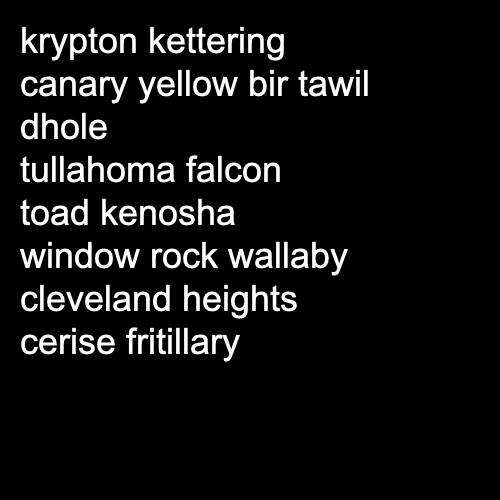 krypton kettering
canary yellow bir tawil
dhole
tullahoma falcon
toad kenosha
window rock wallaby
cleveland heights
cerise fritillary